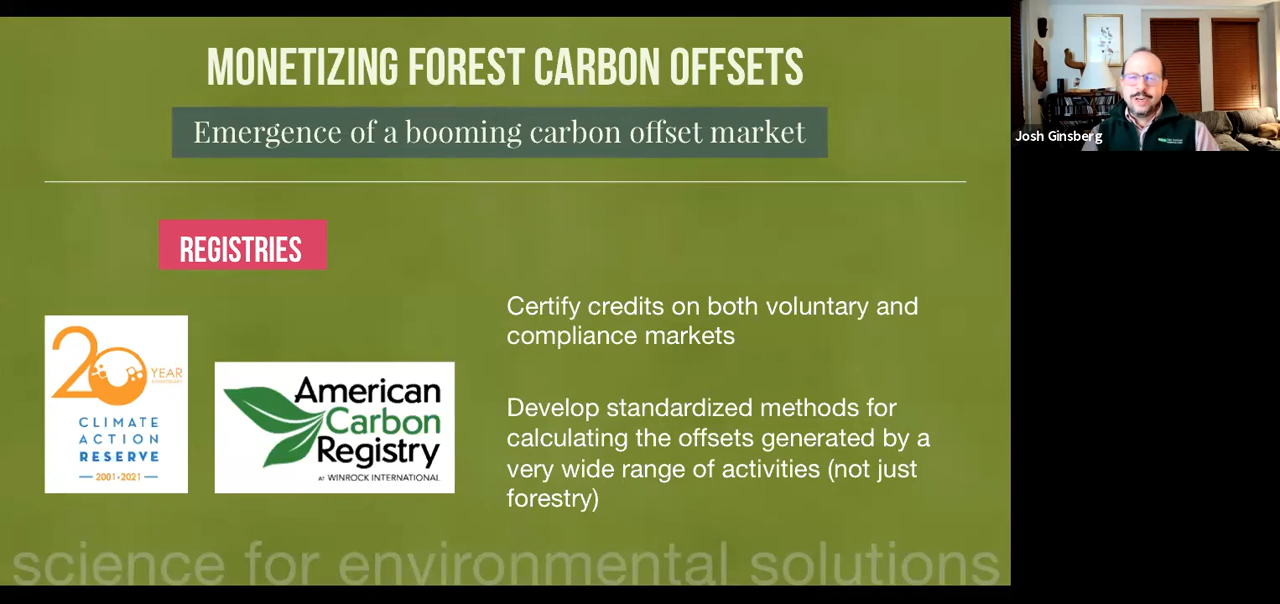 MONETIZING FOREST CARBON OFFSETS
Emergence of a booming carbon offset market
REGISTRIES
20 YEAR
ANNIVERSARY
CLIMATE
ACTION
RESERVE
2001-2021
American
Carbon
Registry
AT WINROCK INTERNATIONAL
Certify credits on both voluntary and
compliance markets
Develop standardized methods for
calculating the offsets generated by a
very wide range of activities (not just
forestry)
science for environmental solutions
Josh Ginsberg